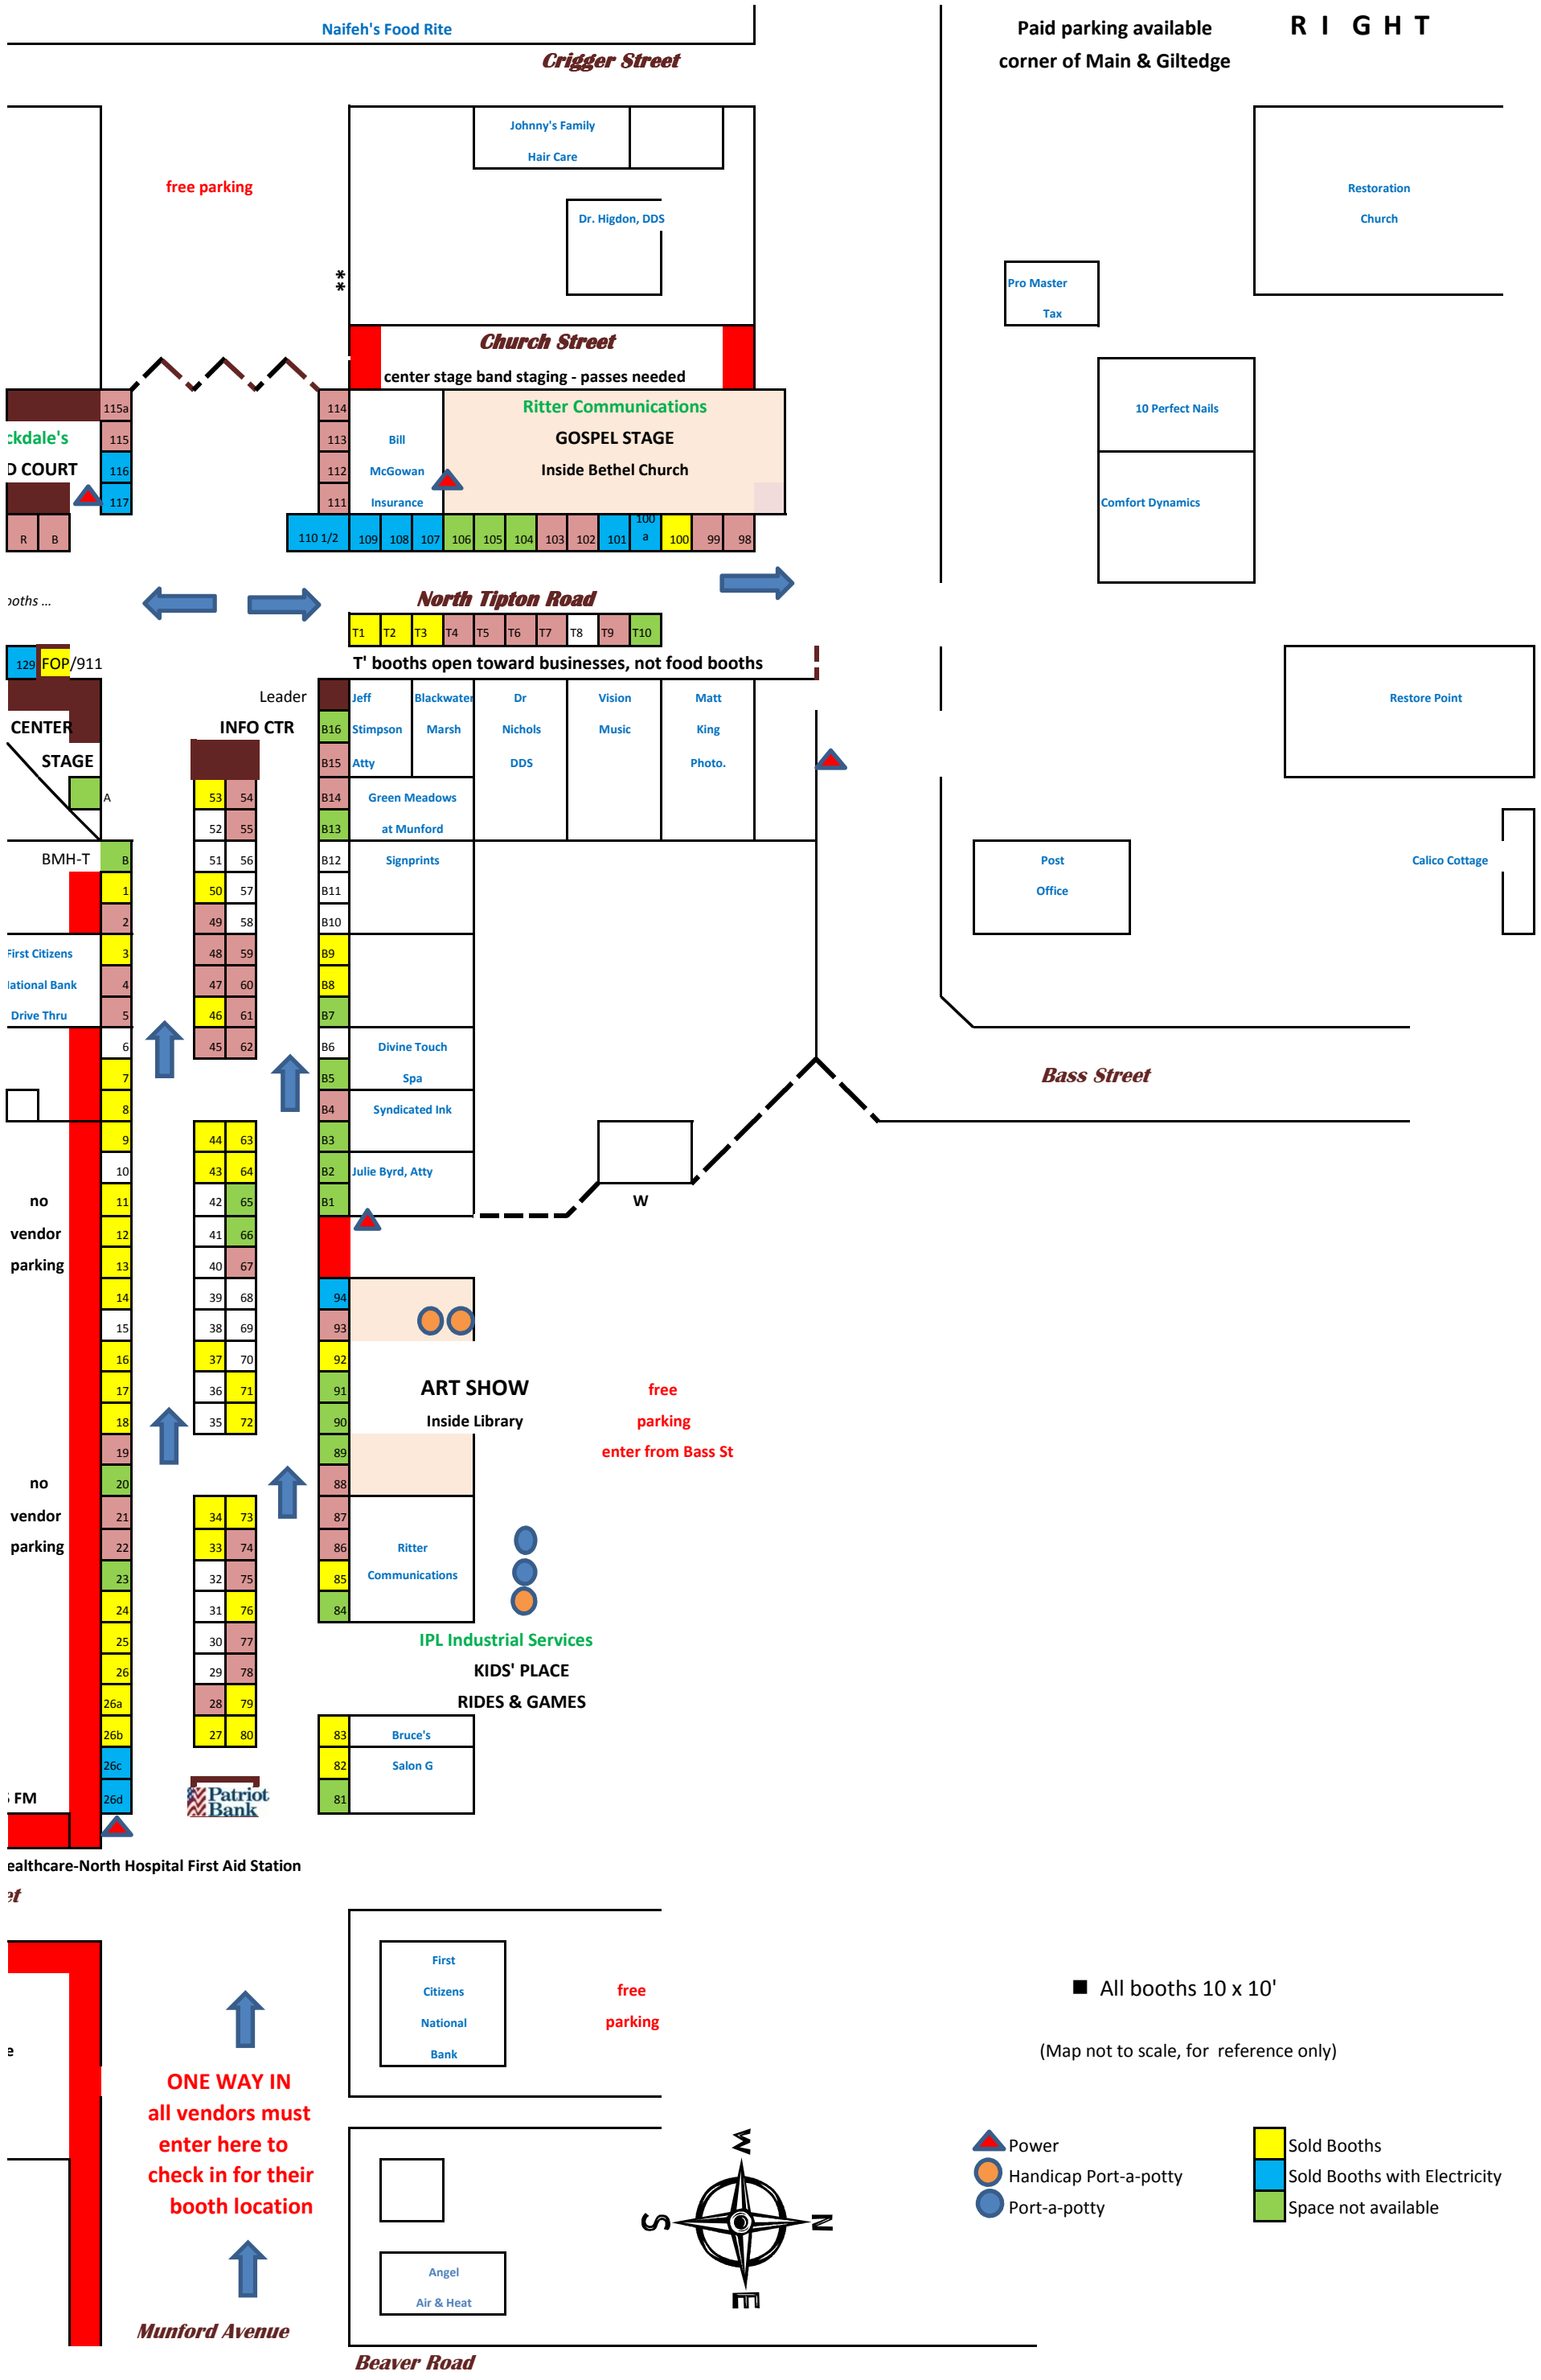 Naifeh's Food Rite
Crigger Street
Paid parking available
corner of Main & Giltedge
R I G H T
Johnny's Family
Hair Care
free parking
Dr. Higdon, DDS
Restoration
Church
**
Pro Master
Tax
Church Street
center stage band staging - passes needed
115a
114
Ritter Communications
10 Perfect Nails
ckdale's
115
113
Bill
GOSPEL STAGE
D COURT
116
112
McGowan
Inside Bethel Church
117
111
Insurance
Comfort Dynamics
R B
110 1/2 109 108 107 106 105 104 103 102 101 100a 100 99 98
ooths ...
North Tipton Road
T1 T2 T3 T4 T5 T6 T7 T8 T9 T10
129 FOP/911
T' booths open toward businesses, not food booths
Leader
Jeff
Stimpson
Atty
Blackwater
Marsh
Dr
Nichols
DDS
Vision
Music
Matt
King
Photo.
Restore Point
CENTER
STAGE
INFO CTR
B16
B15
A
53 54
B14
Green Meadows
52 55
B13
at Munford
BMH-T
B
51 56
B12
Signprints
Post
Office
Calico Cottage
1
50 57
B11
2
49 58
B10
First Citizens
3
48 59
B9
lational Bank
4
47 60
B8
Drive Thru
5
46 61
B7
6
45 62
B6
Divine Touch
7
B5
Spa
Bass Street
8
B4
Syndicated Ink
9
44 63
B3
10
43 64
B2
Julie Byrd, Atty
no
11
42 65
B1
W
vendor
12
41 66
parking
13
40 67
14
39 68
94
15
38 69
93
16
37 70
92
17
36 71
91
ART SHOW
free
18
35 72
90
Inside Library
parking
19
89
enter from Bass St
no
20
88
vendor
21
34 73
87
parking
22
33 74
86
Ritter
23
32 75
85
Communications
24
31 76
84
25
30 77
IPL Industrial Services
26
29 78
KIDS' PLACE
26a
28 79
RIDES & GAMES
26b
27 80
83
Bruce's
26c
82
Salon G
FM
26d
Patriot
Bank
81
ealthcare-North Hospital First Aid Station
et
First
Citizens
National
Bank
free
parking
■ All booths 10 x 10'
e
(Map not to scale, for reference only)
ONE WAY IN
all vendors must
enter here to
check in for their
booth location
W
S
N
E
Power
Handicap Port-a-potty
Port-a-potty
Sold Booths
Sold Booths with Electricity
Space not available
Angel
Air & Heat
Munford Avenue
Beaver Road